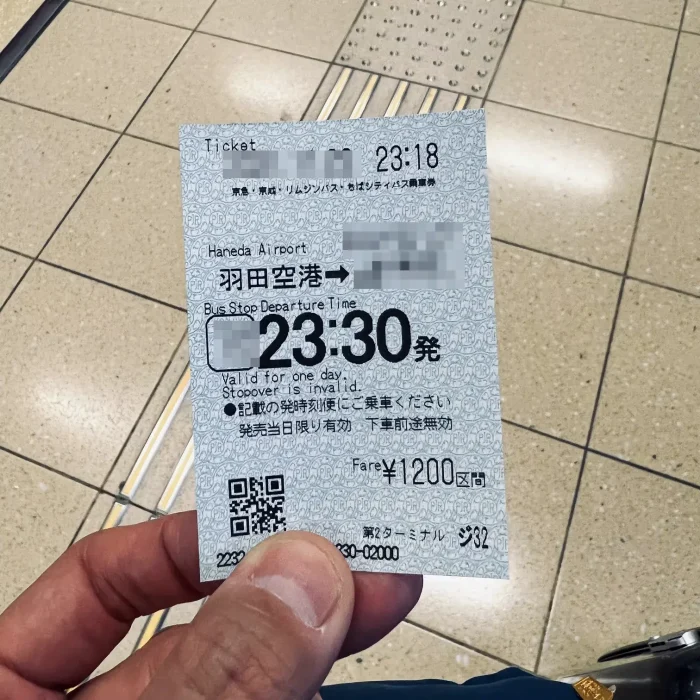 Ticket
23:18
東急・京成・リムジンバス・ちばシティバス乗車券
Haneda Airport
羽田空港➡
Bus Stop Departure Time
23:30発
Valid for one day.
Stopover is invalid.
●記載の発時刻便にご乗車ください
発売当日限り有効 下車前途無効
Fare¥1200区間
第2ターミナル ジ32
2232 30-02000